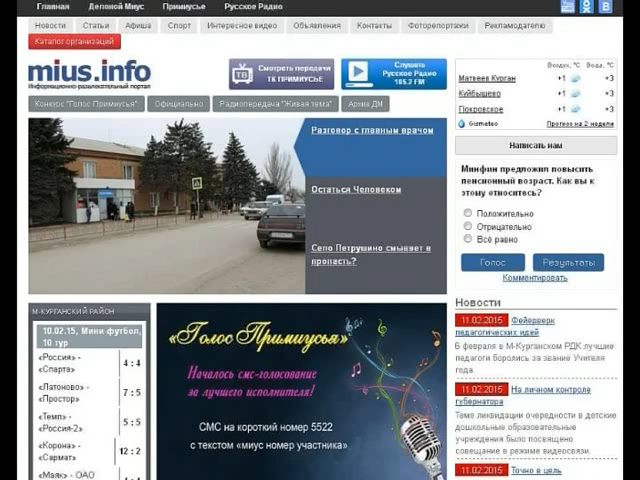 Главная Деловой Миус Примиусье Русское Радио
Новости Статьи Афиша Спорт Интересное видео Объявления Контакты Фоторепортажи Рекламодателю
Каталог организаций
mius.info
Информационно-развлекательный портал
ТВ Смотреть передачи
ТК ПРИМИУСЬЕ
Слушать
Русское Радио
105.2 FM
Конкурс "Голос Примиусья" Официально Радиопередача "Живая тема" Архив ДМ
Воздух, °C Вода, °C
Матвеев Курган +1 +3
Куйбышево +1 +3
Покровское +1 +3
Gismeteo Прогноз на 2 недели
Написать нам
Разговор с главным врачом
Остаться Человеком
Село Петрушино смывает в
пропасть?
Минфин предложил повысить
пенсионный возраст. Как вы к
этому относитесь?
Положительно
Отрицательно
Всё равно
Голос Результаты
Комментировать
М-КУРГАНСКИЙ РАЙОН
10.02.15, Мини футбол,
10 тур
«Россия» -
Спарта» 4 : 4
«Латоново» -
Простор» 7 : 5
«Темп» -
Россия-2» 5 : 5
«Корона» -
Сармат» 12 : 2
«Маяк» - ОАО
«Голос Примиусья»
Началось смс-голосование
за лучшего исполнителя!
СМС на короткий номер 5522
с текстом «миус номер участника»
Новости
11.02.2015 Фейерверк
педагогических идей
6 февраля в М-Курганском РДК лучшие
педагоги боролись за звание Учителя
года.
11.02.2015 На личном контроле
губернатора
Теме ликвидации очередности в детские
дошкольные образовательные
учреждения было посвящено
совещание в режиме видеосвязи.
11.02.2015 Точно в цель